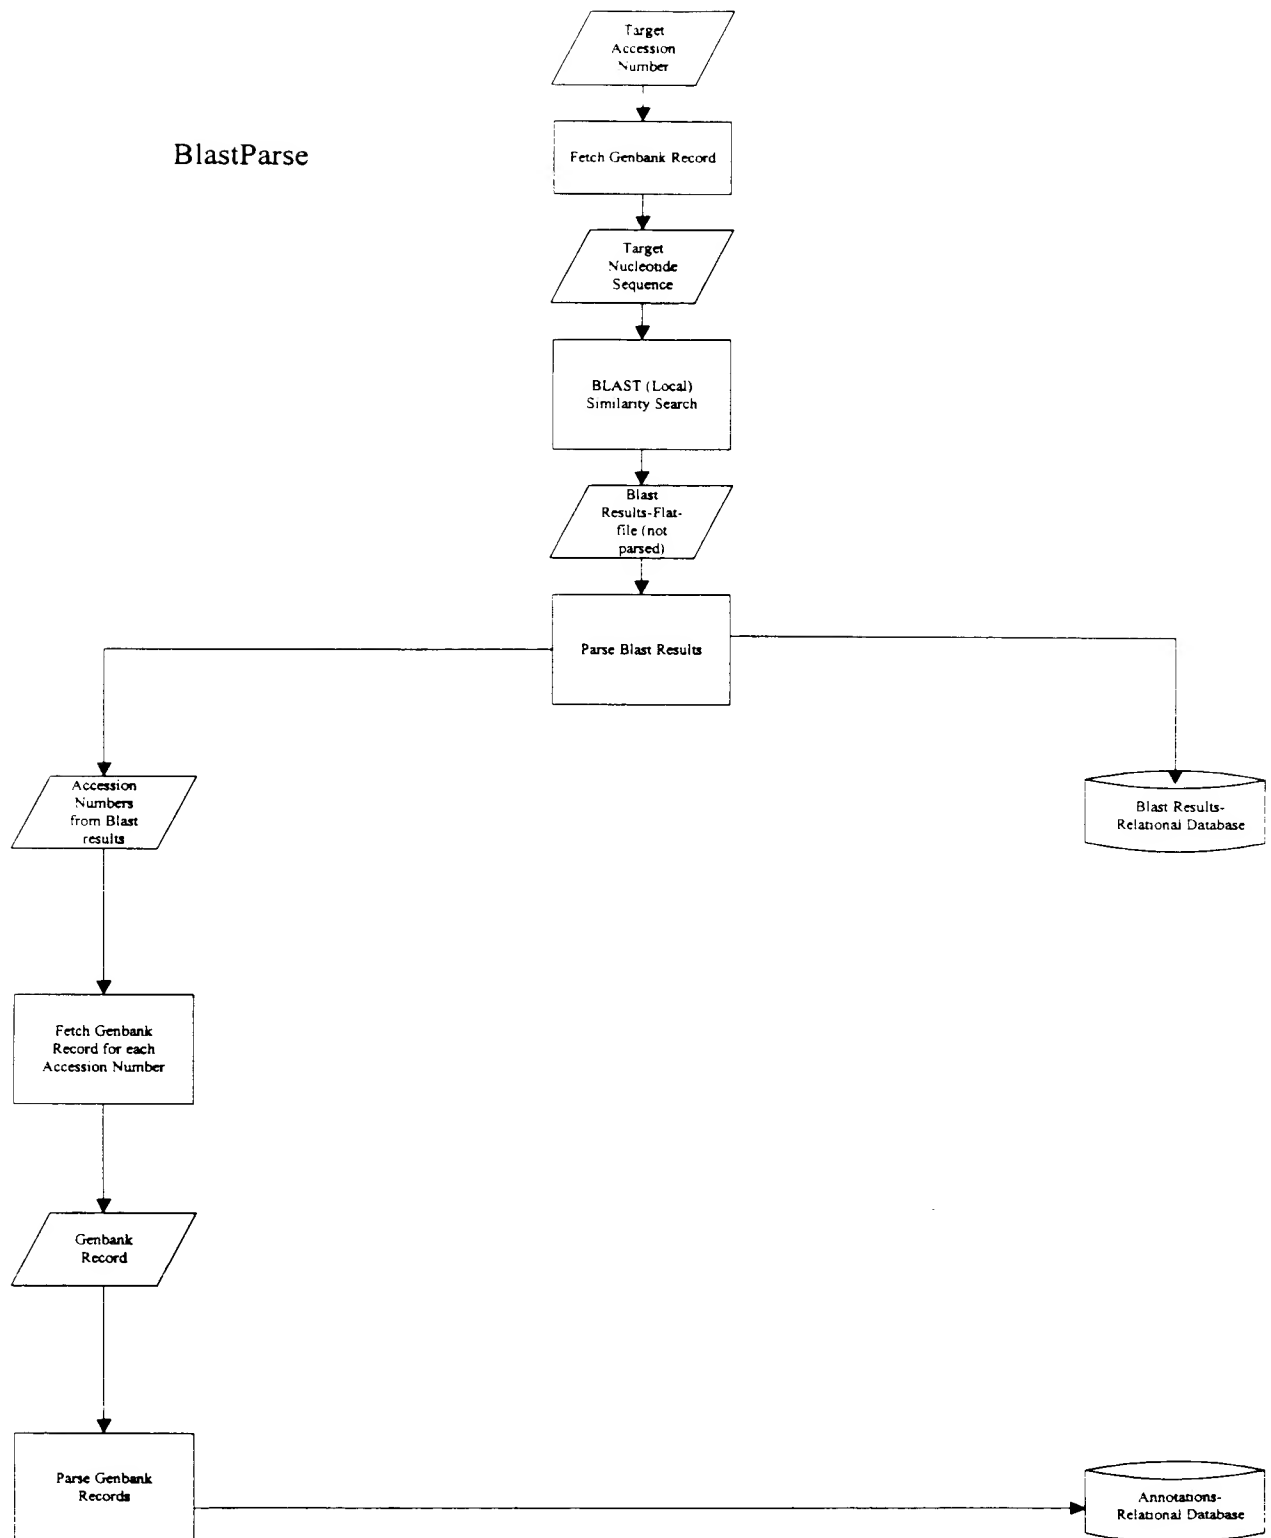 Target
Accession
Number
BlastParse
Fetch Genbank Record
Target
Nucleotide
Sequence
BLAST (Local)
Similarity Search
Blast
Results-Flat-
file (not
parsed)
Parse Blast Results
Accession
Numbers
from Blast
results
Blast Results-
Relational Database
Fetch Genbank
Record for each
Accession Number
Genbank
Record
Parse Genbank
Records
Annotations-
Relational Database